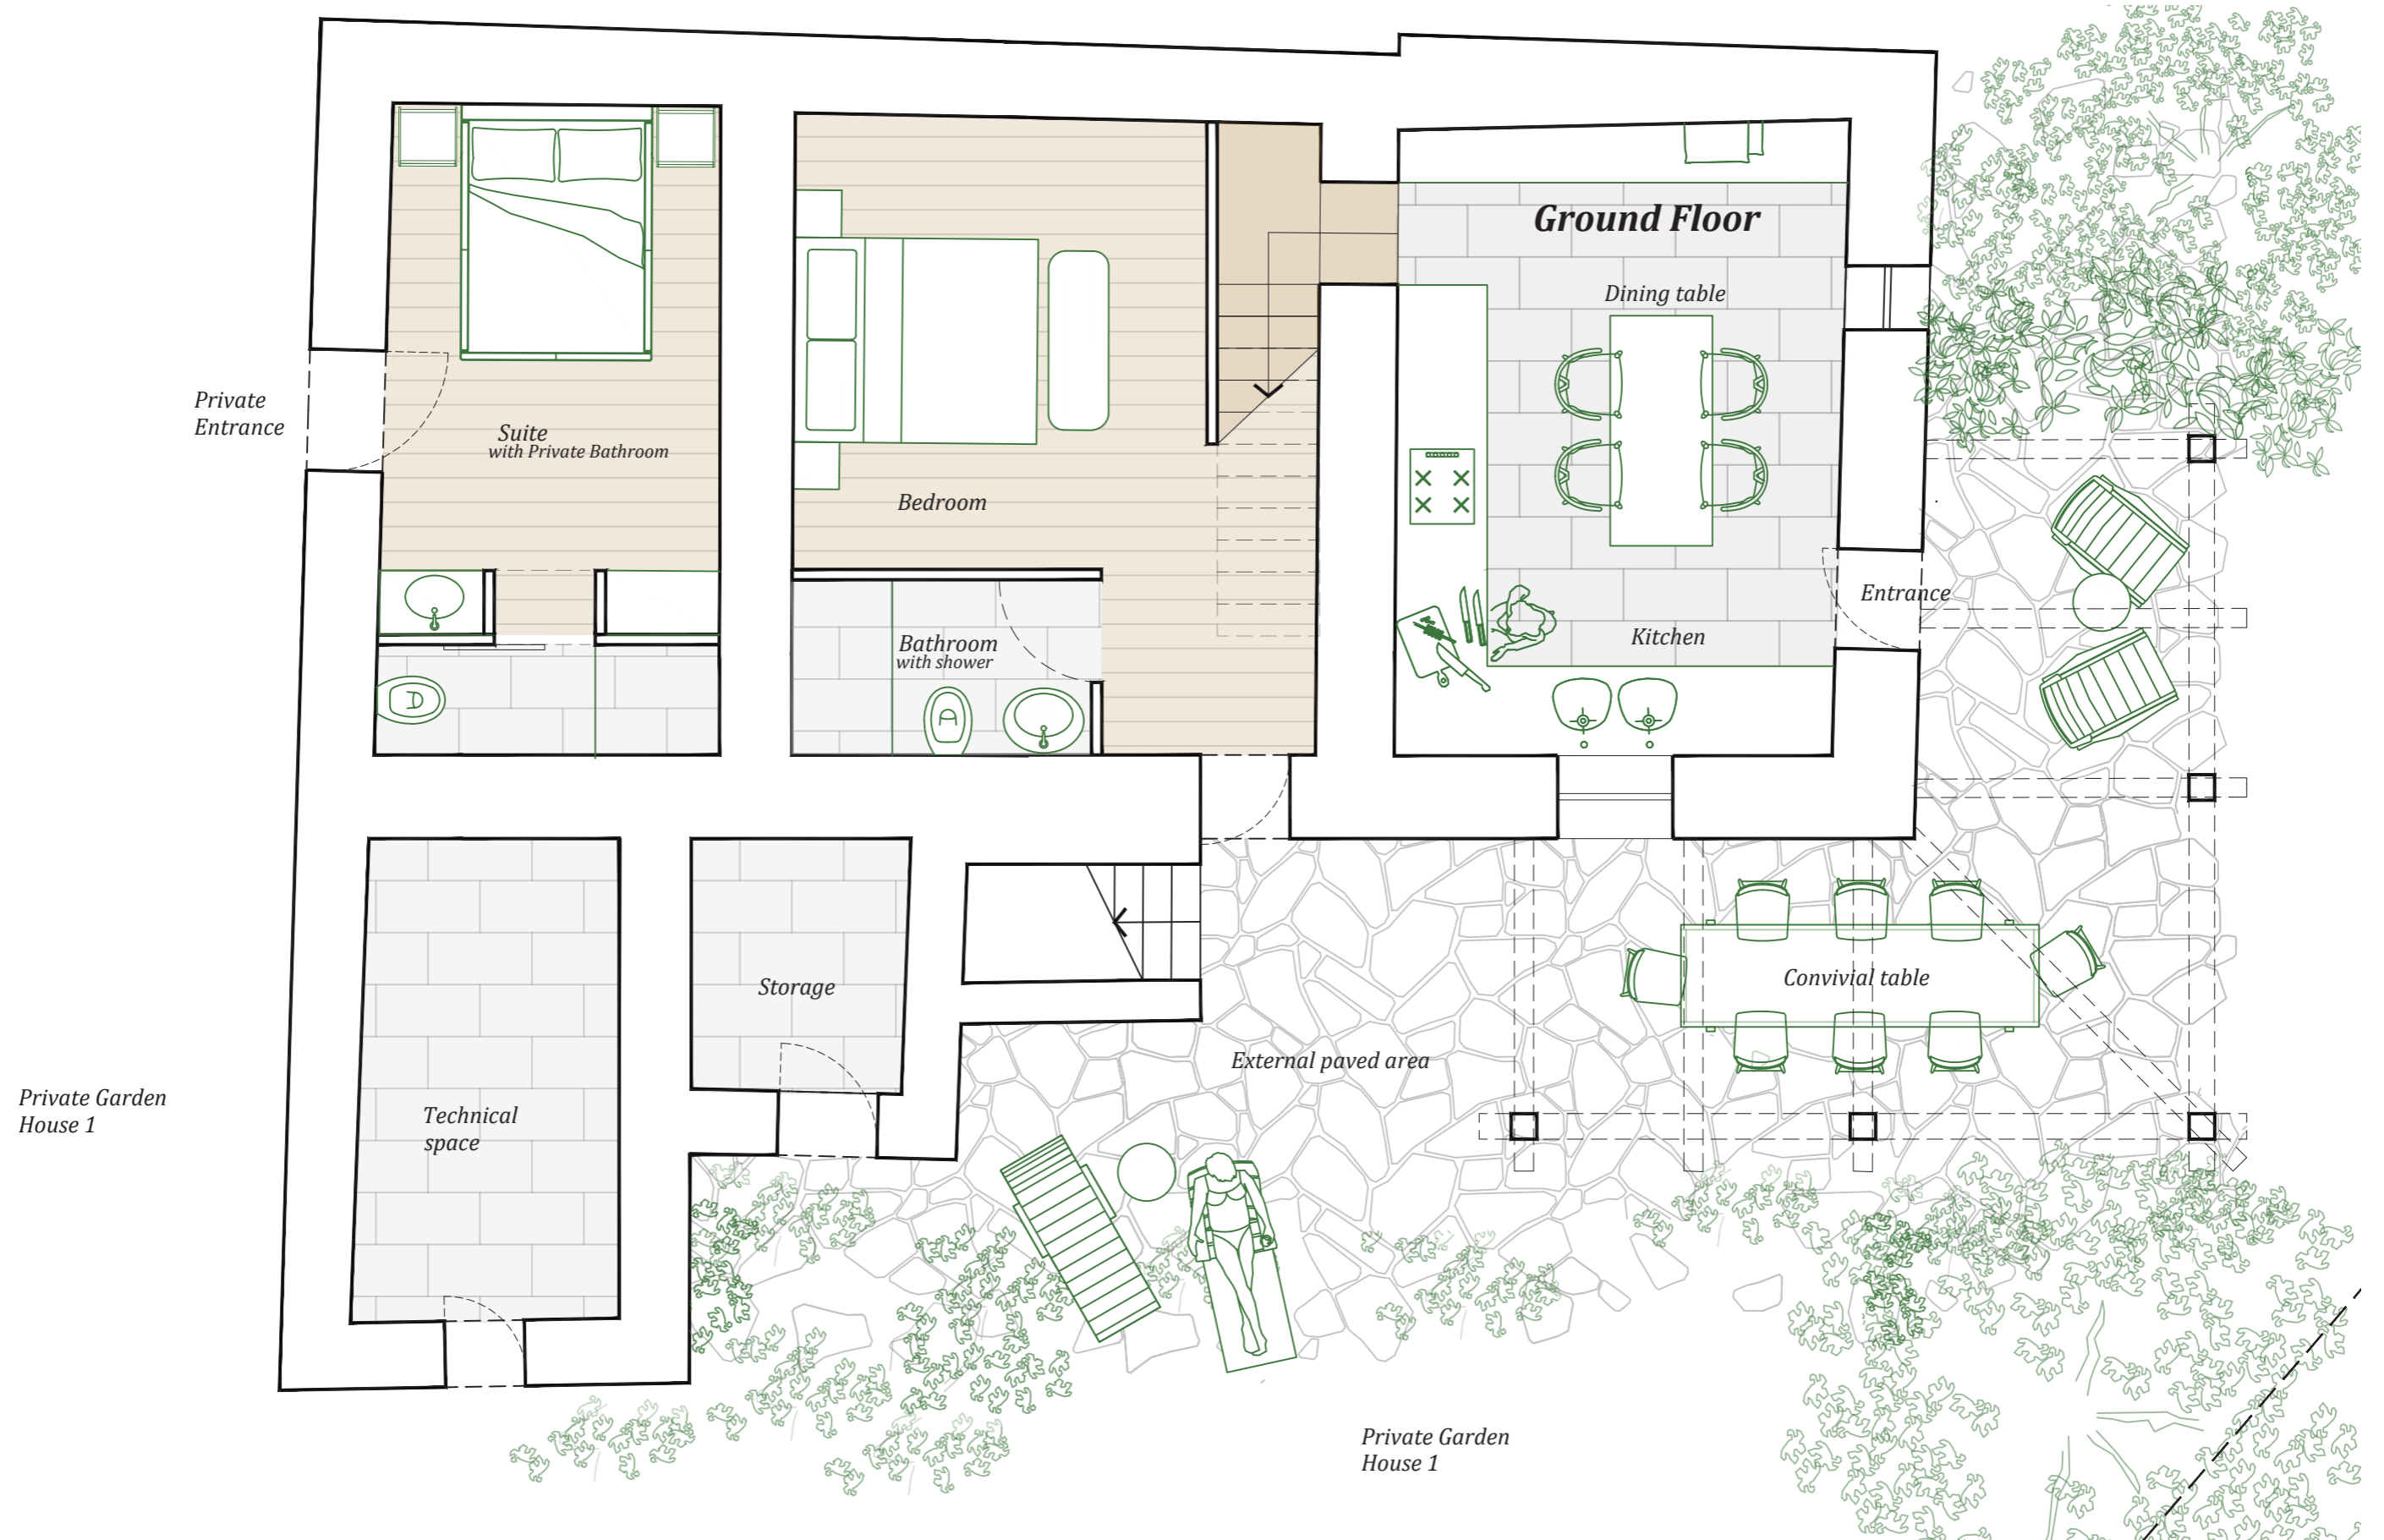 Ground Floor
Dining table
Private
Entrance
Suite
with Private Bathroom
Bedroom
Entrance
Kitchen
Bathroom
with shower
Convivial table
Storage
External paved area
Private Garden
House 1
Technical
space
Private Garden
House 1